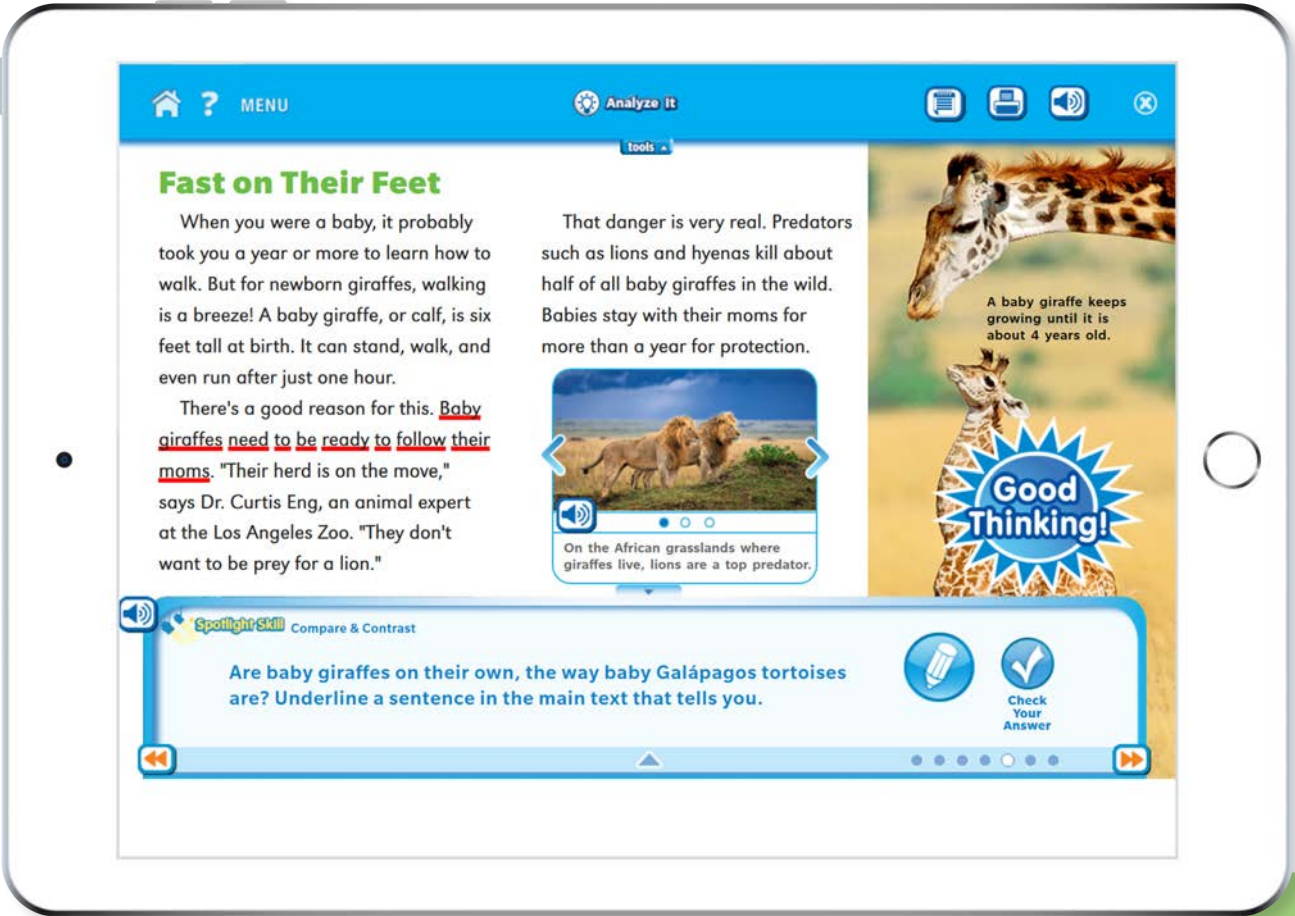 ? MENU
Analyze It
tools
Fast on Their Feet
When you were a baby, it probably
took you a year or more to learn how to
walk. But for newborn giraffes, walking
is a breeze! A baby giraffe, or calf, is six
feet tall at birth. It can stand, walk, and
even run after just one hour.
There's a good reason for this. Baby
giraffes need to be ready to follow their
moms. "Their herd is on the move,"
says Dr. Curtis Eng, an animal expert
at the Los Angeles Zoo. "They don't
want to be prey for a lion."
That danger is very real. Predators
such as lions and hyenas kill about
half of all baby giraffes in the wild.
Babies stay with their moms for
more than a year for protection.
On the African grasslands where
giraffes live, lions are a top predator.
A baby giraffe keeps
growing until it is
about 4 years old.
Good
Thinking!
Spotlight Skill Compare & Contrast
Are baby giraffes on their own, the way baby Galápagos tortoises
are? Underline a sentence in the main text that tells you.
Check
Your
Answer